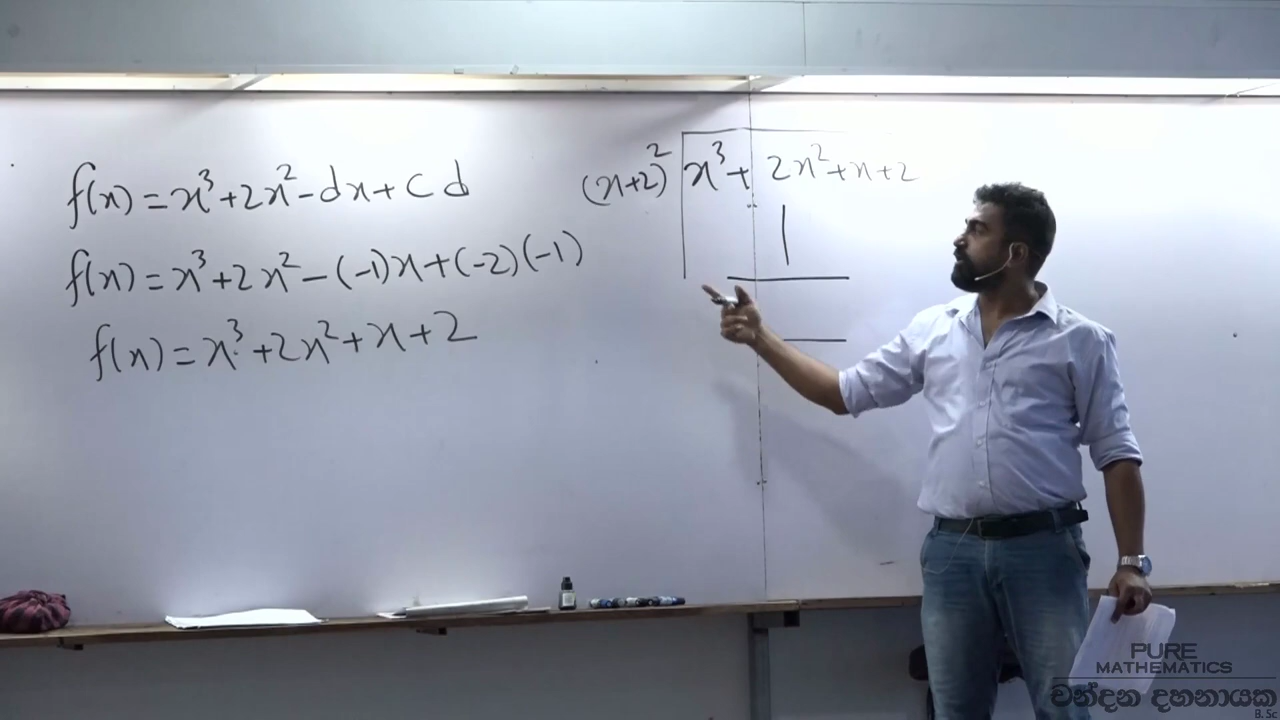 f(x) = x³ + 2x² - dx + cd
f(x) = x³ + 2x² - (-1)x + (-2)(-1)
f(x) = x³ + 2x² + x + 2
(x+2)² x³ + 2x² + x + 2
PURE
MATHEMATICS
චන්දන දහනායක
B.Sc